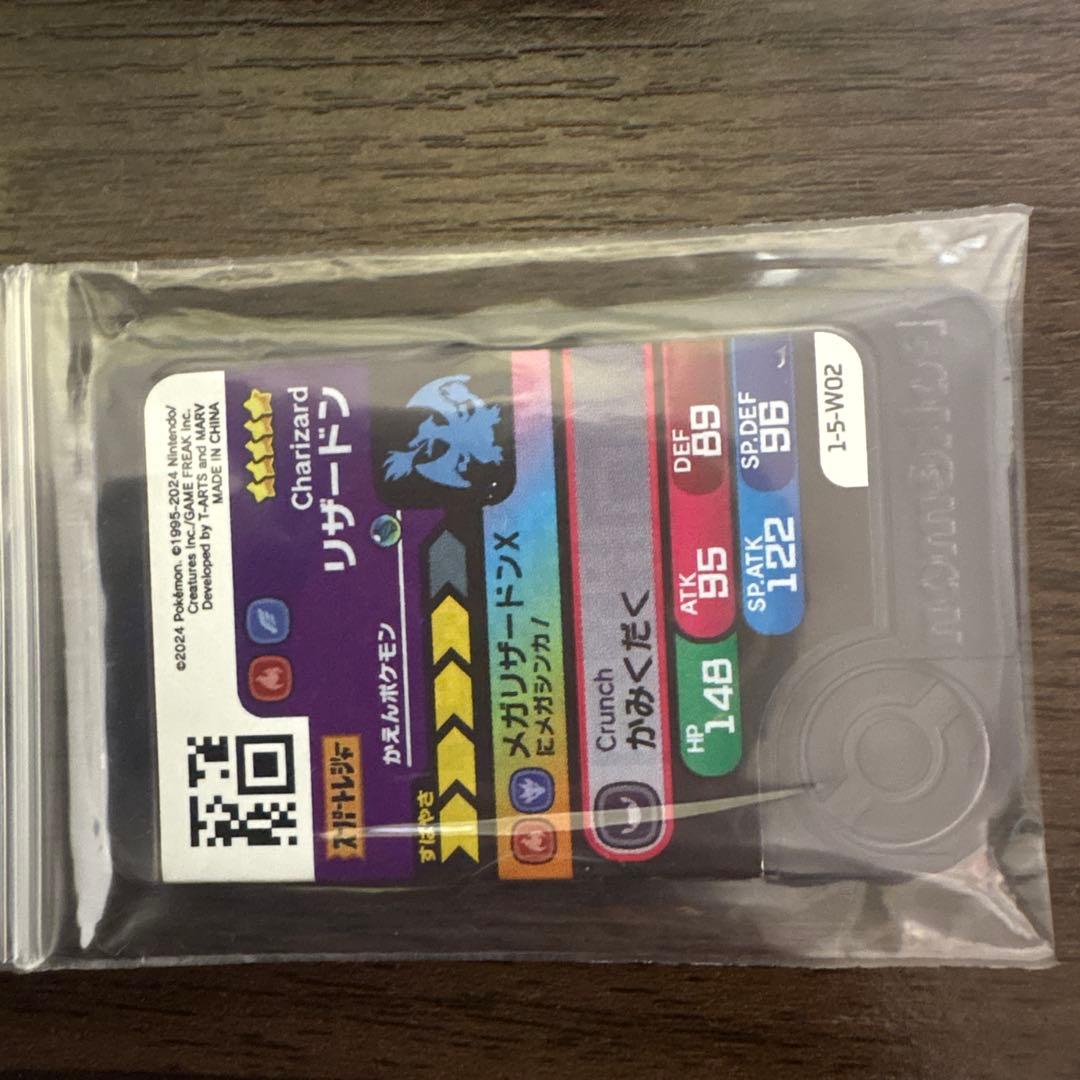 ©2024 Pokémon. ©1995-2024 Nintendo/
Creatures Inc./GAME FREAK inc.
Developed by T-ARTS and MARV
MADE IN CHINA
Charizard
リザードン
スーパートレジャー
かえんポケモン
すばやさ
メガリザードンX
にメガシンカ！
Crunch
かみくだく
HP
148
ATK
95
DEF
89
SP.ATK
122
SP.DEF
96
1-5-W02